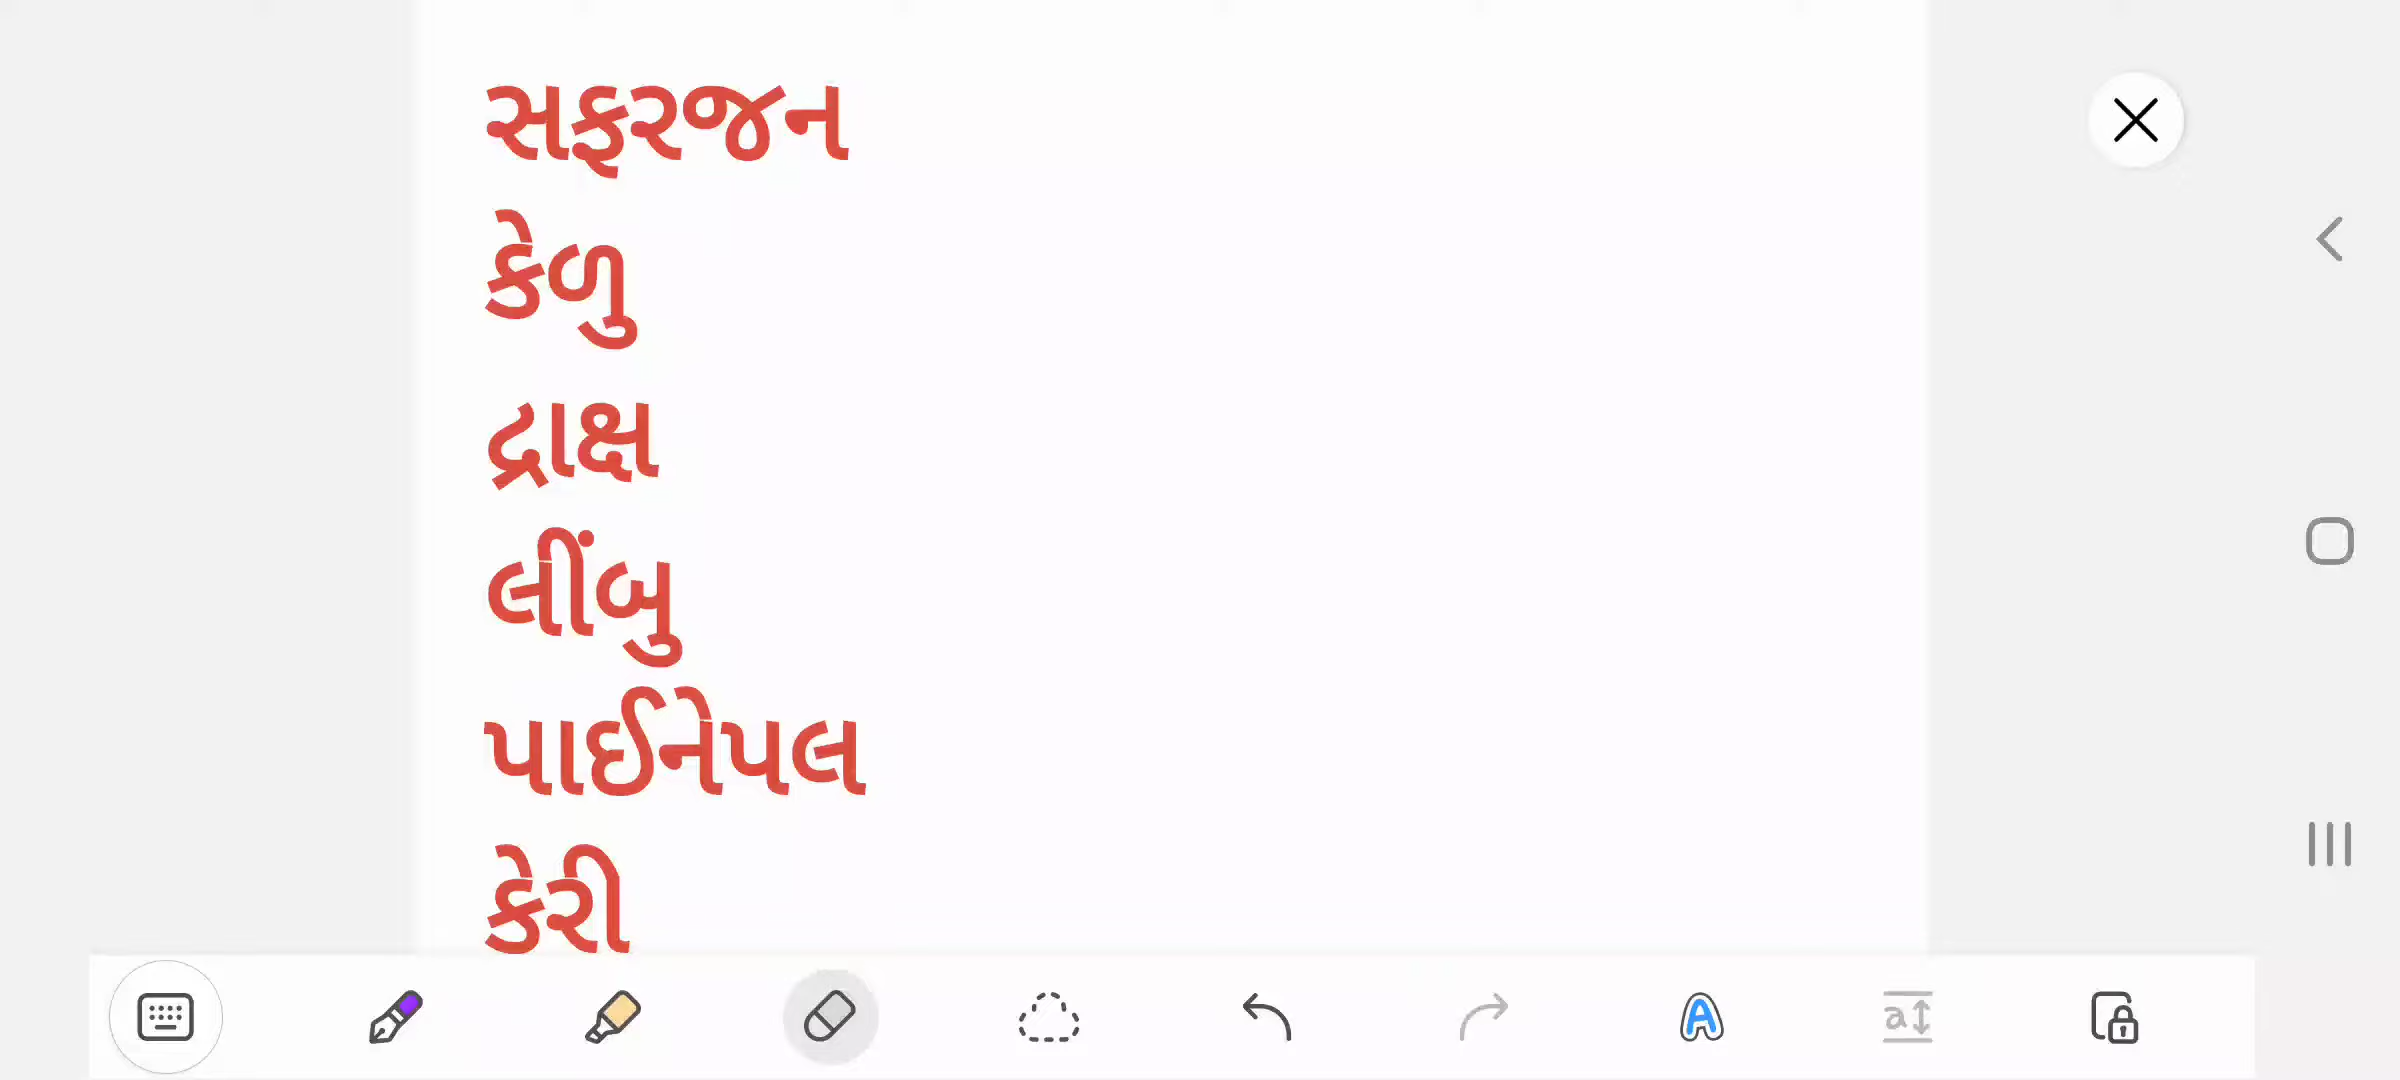 સફરજન
કેળુ
દ્રાક્ષ
લીંબુ
પાઈનેપલ
કેરી